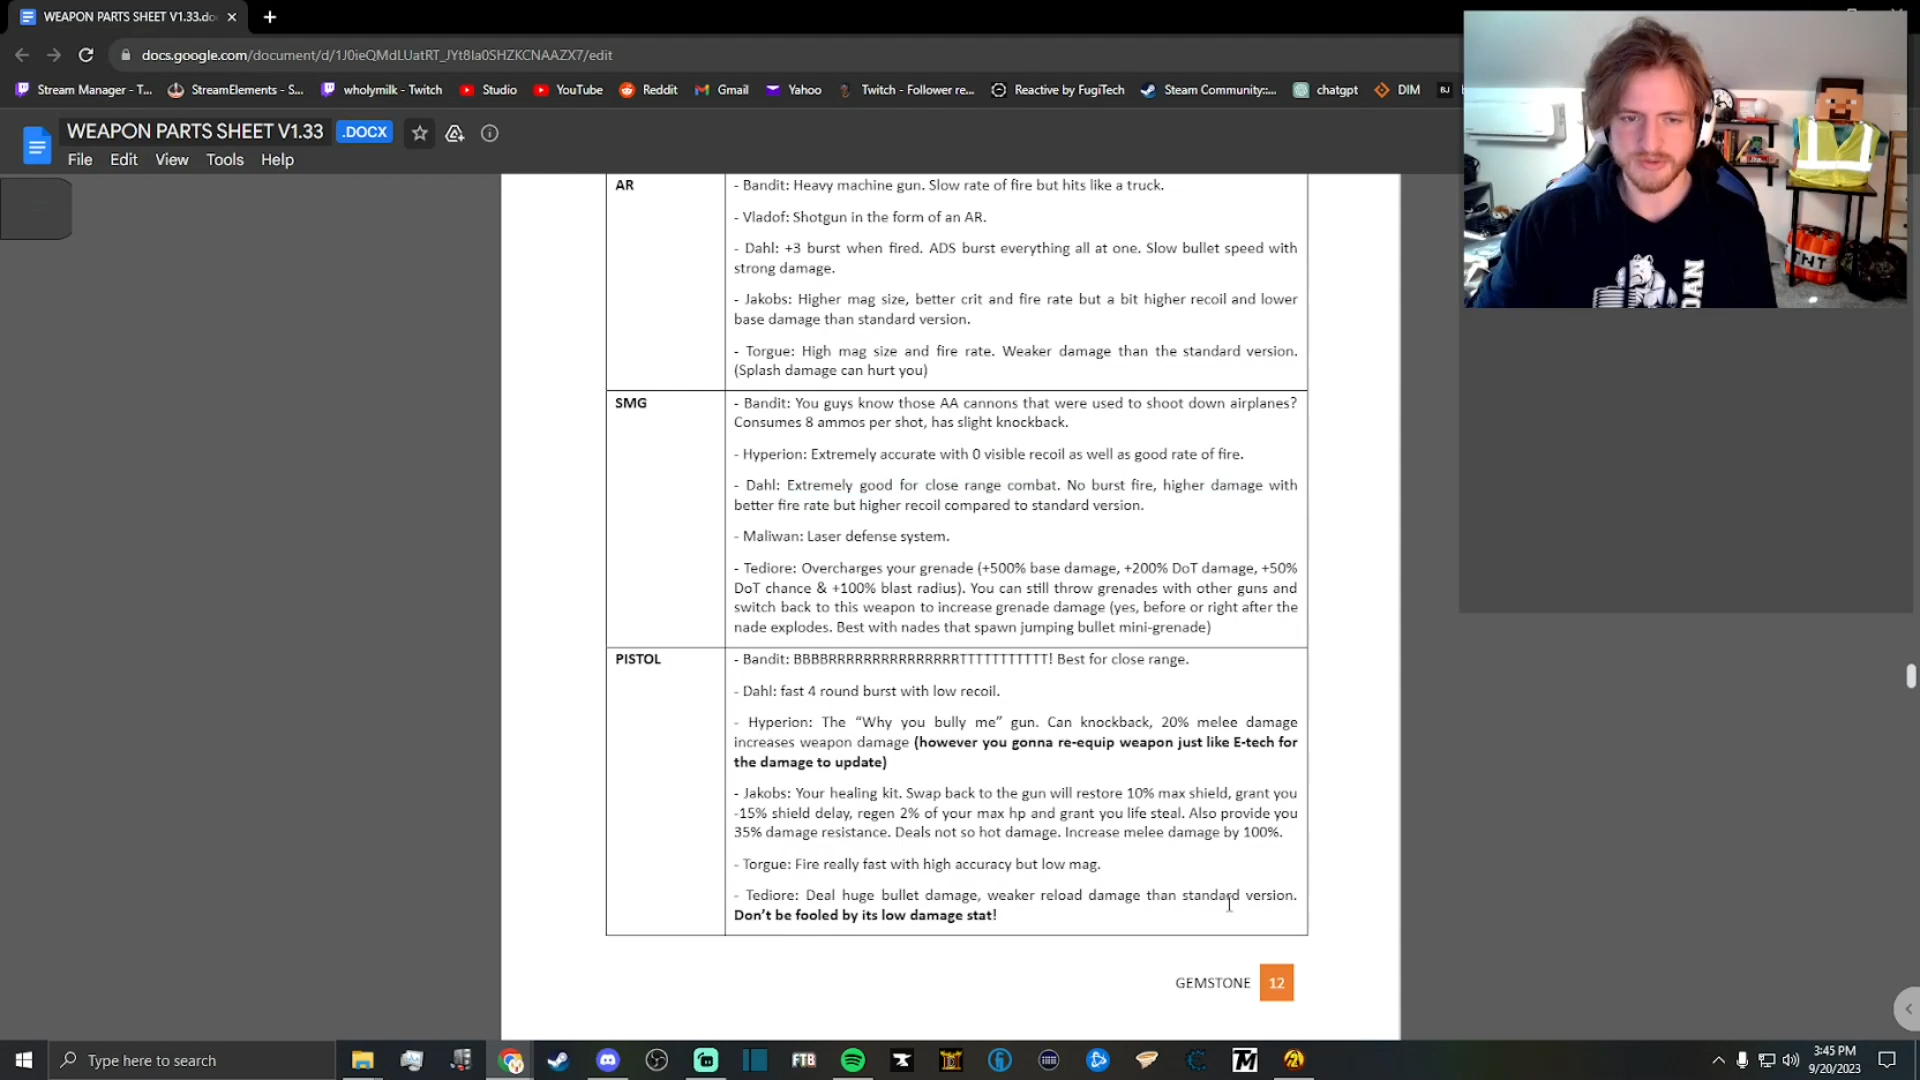 WEAPON PARTS SHEET V1.33.do
docs.google.com/document/d/1J0ieQMdLUatRT_JYt8la0SHZKCNAAZX7/edit
Stream Manager - T... StreamElements - S... wholymilk - Twitch Studio YouTube Reddit Gmail Yahoo Twitch - Follower re... Reactive by FugiTech Steam Community::... chatgpt DIM BJ
WEAPON PARTS SHEET V1.33 .DOCX
File Edit View Tools Help
AR
- Bandit: Heavy machine gun. Slow rate of fire but hits like a truck.
- Vladof: Shotgun in the form of an AR.
- Dahl: +3 burst when fired. ADS burst everything all at one. Slow bullet speed with
strong damage.
- Jakobs: Higher mag size, better crit and fire rate but a bit higher recoil and lower
base damage than standard version.
- Torgue: High mag size and fire rate. Weaker damage than the standard version.
(Splash damage can hurt you)
SMG
- Bandit: You guys know those AA cannons that were used to shoot down airplanes?
Consumes 8 ammos per shot, has slight knockback.
- Hyperion: Extremely accurate with 0 visible recoil as well as good rate of fire.
- Dahl: Extremely good for close range combat. No burst fire, higher damage with
better fire rate but higher recoil compared to standard version.
- Maliwan: Laser defense system.
- Tediore: Overcharges your grenade (+500% base damage, +200% DoT damage, +50%
DoT chance & +100% blast radius). You can still throw grenades with other guns and
switch back to this weapon to increase grenade damage (yes, before or right after the
nade explodes. Best with nades that spawn jumping bullet mini-grenade)
PISTOL
- Bandit: BBBBRRRRRRRRRRRRRRRTTTTTTTTTTT! Best for close range.
- Dahl: fast 4 round burst with low recoil.
- Hyperion: The “Why you bully me” gun. Can knockback, 20% melee damage
increases weapon damage (however you gonna re-equip weapon just like E-tech for
the damage to update)
- Jakobs: Your healing kit. Swap back to the gun will restore 10% max shield, grant you
-15% shield delay, regen 2% of your max hp and grant you life steal. Also provide you
35% damage resistance. Deals not so hot damage. Increase melee damage by 100%.
- Torgue: Fire really fast with high accuracy but low mag.
- Tediore: Deal huge bullet damage, weaker reload damage than standard version.
Don’t be fooled by its low damage stat!
GEMSTONE 12
TNT
Type here to search
FTB
3:45 PM
9/20/2023